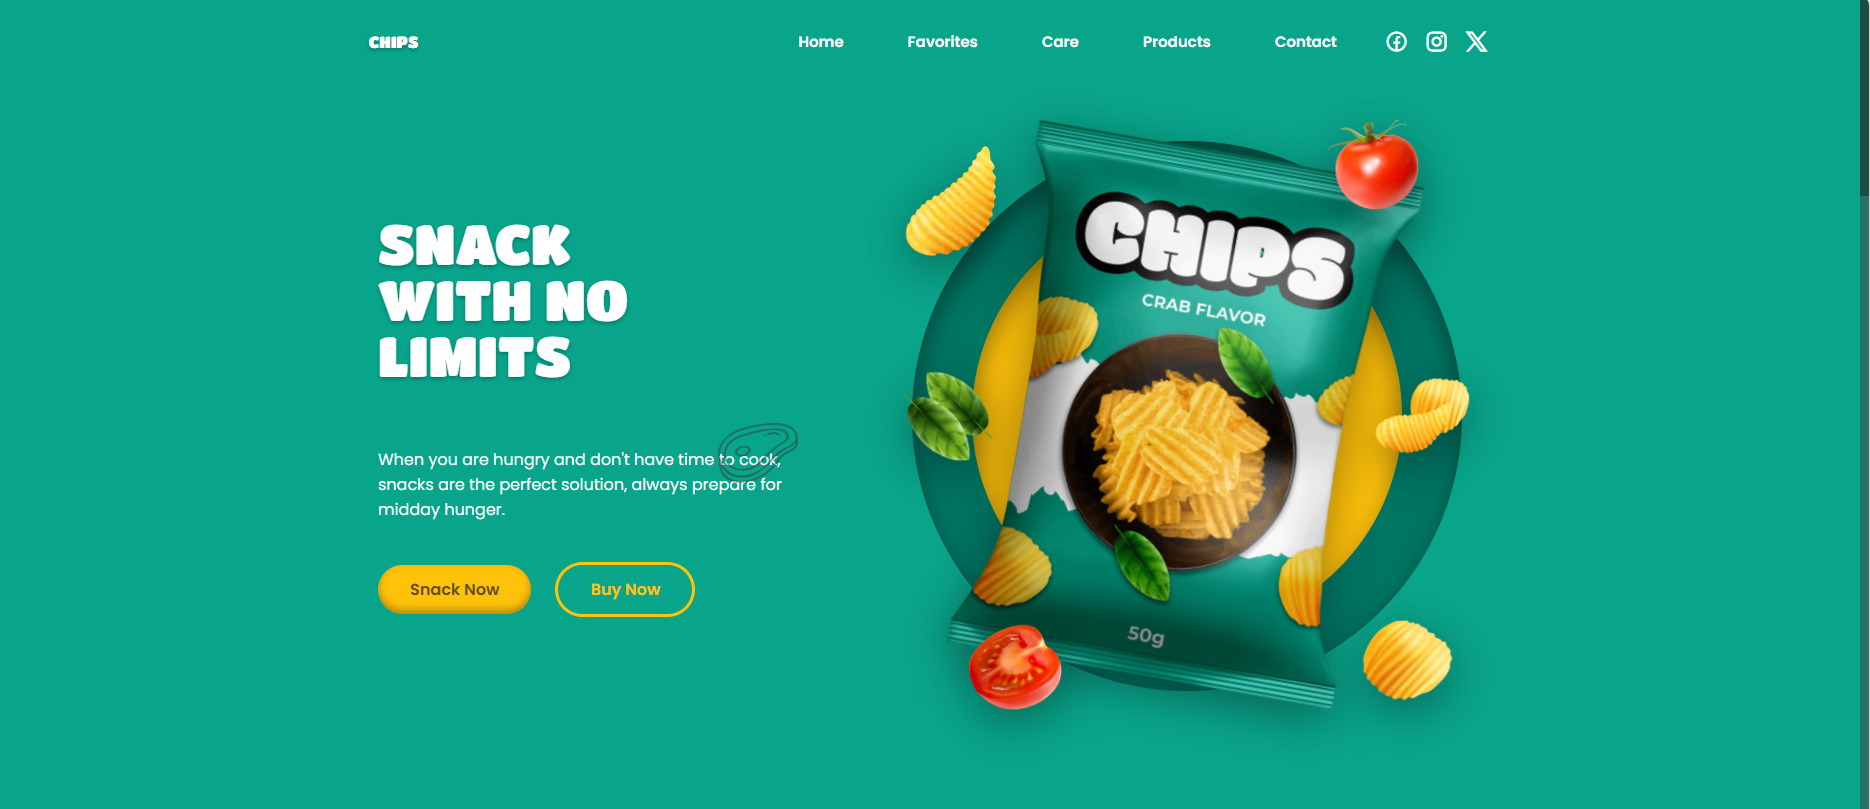 CHIPS
Home
Favorites
Care
Products
Contact
SNACK
WITH NO
LIMITS
When you are hungry and don't have time to cook,
snacks are the perfect solution, always prepare for
midday hunger.
Snack Now
Buy Now
CHIPS
CRAB FLAVOR
50g